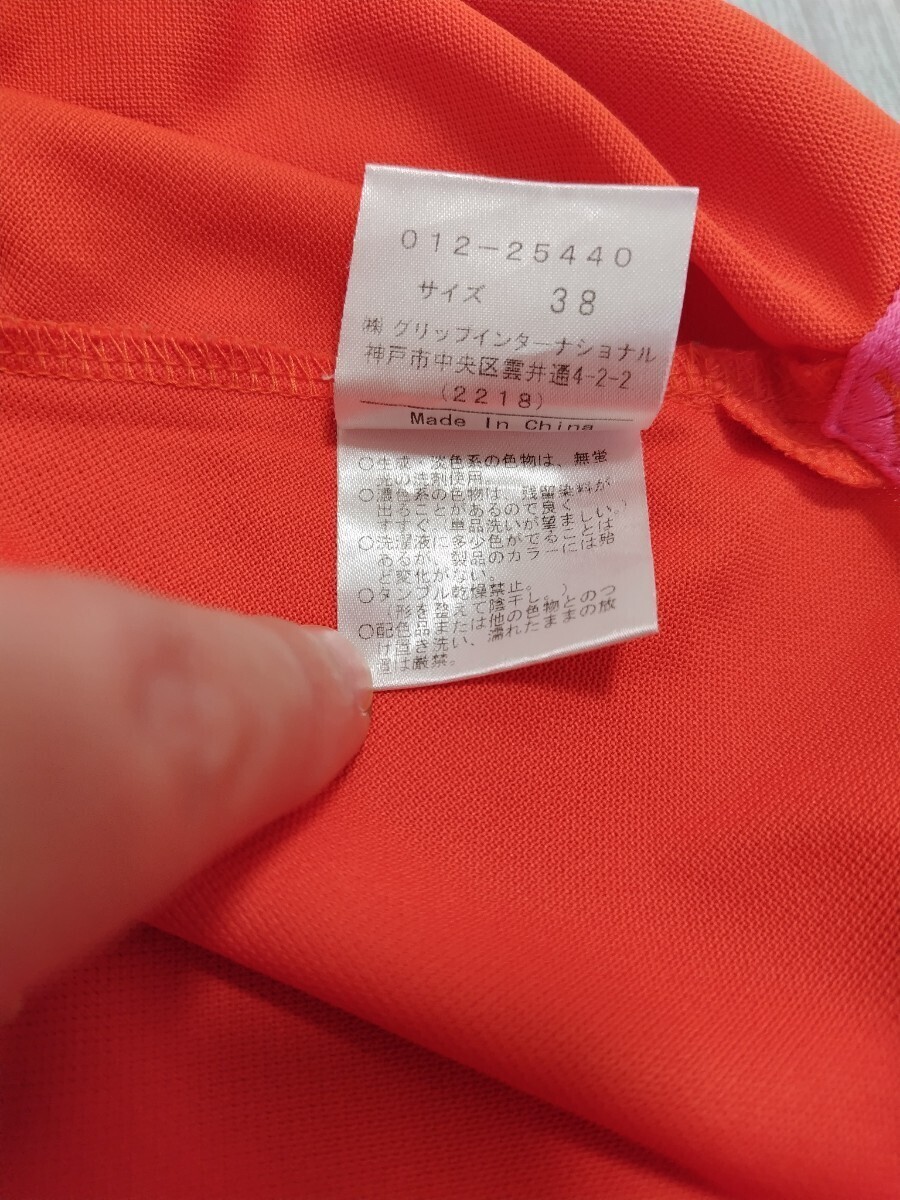 012-25440
サイズ 38
㈱グリップインターナショナル
神戸市中央区雲井通4-2-2
(2218)
Made In China
○生成・淡色系の色物は、無蛍
光の洗剤使用
○濃色系の色物は、残留染料が
出ることがあるので良く
すすぐ、単品洗いが望ましい。)
○洗濯液に多少色がでることは
あるが、製品のカラーには殆
ど変化がない。
○タンブル乾燥禁止。
(形を整えて陰干し。)
○配色品または他の色物とのつ
け置き洗い、濡れたままの放
置は厳禁。